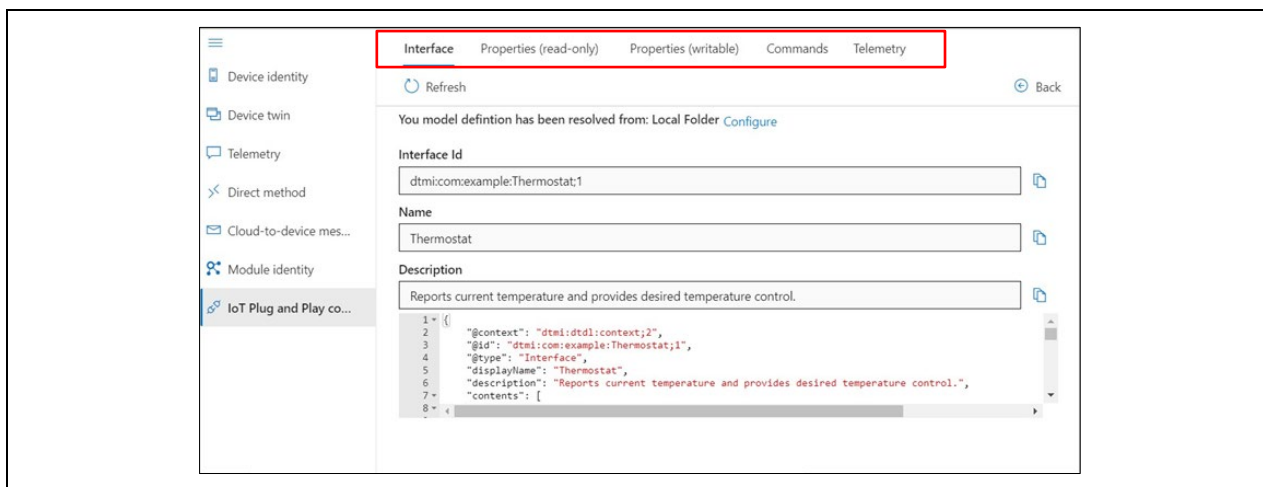 Interface Properties (read-only) Properties (writable) Commands Telemetry
Device identity
Refresh
Back
Device twin
You model defintion has been resolved from: Local Folder Configure
Telemetry
Interface Id
dtmi:com:example:Thermostat;1
Direct method
Name
Cloud-to-device mes...
Thermostat
Module identity
Description
IoT Plug and Play co...
Reports current temperature and provides desired temperature control.
1 {
2 "@context": "dtmi:dtdl:context;2",
3 "@id": "dtmi:com:example:Thermostat;1",
4 "@type": "Interface",
5 "displayName": "Thermostat",
6 "description": "Reports current temperature and provides desired temperature control.",
7 "contents": [
8